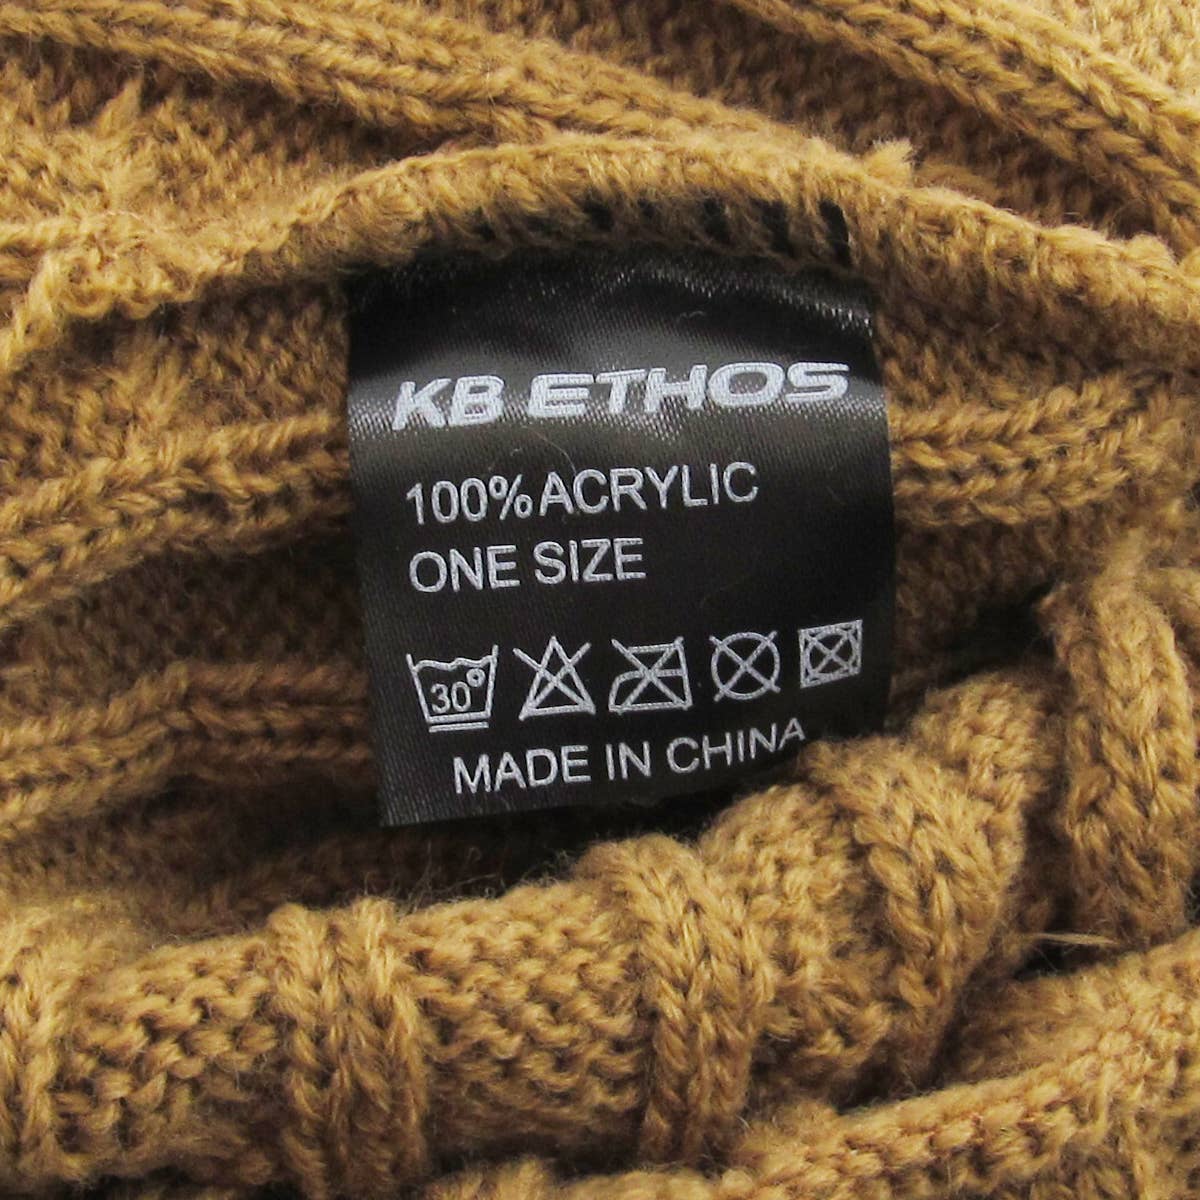 KB ETHOS
100% ACRYLIC
ONE SIZE
30°
MADE IN CHINA